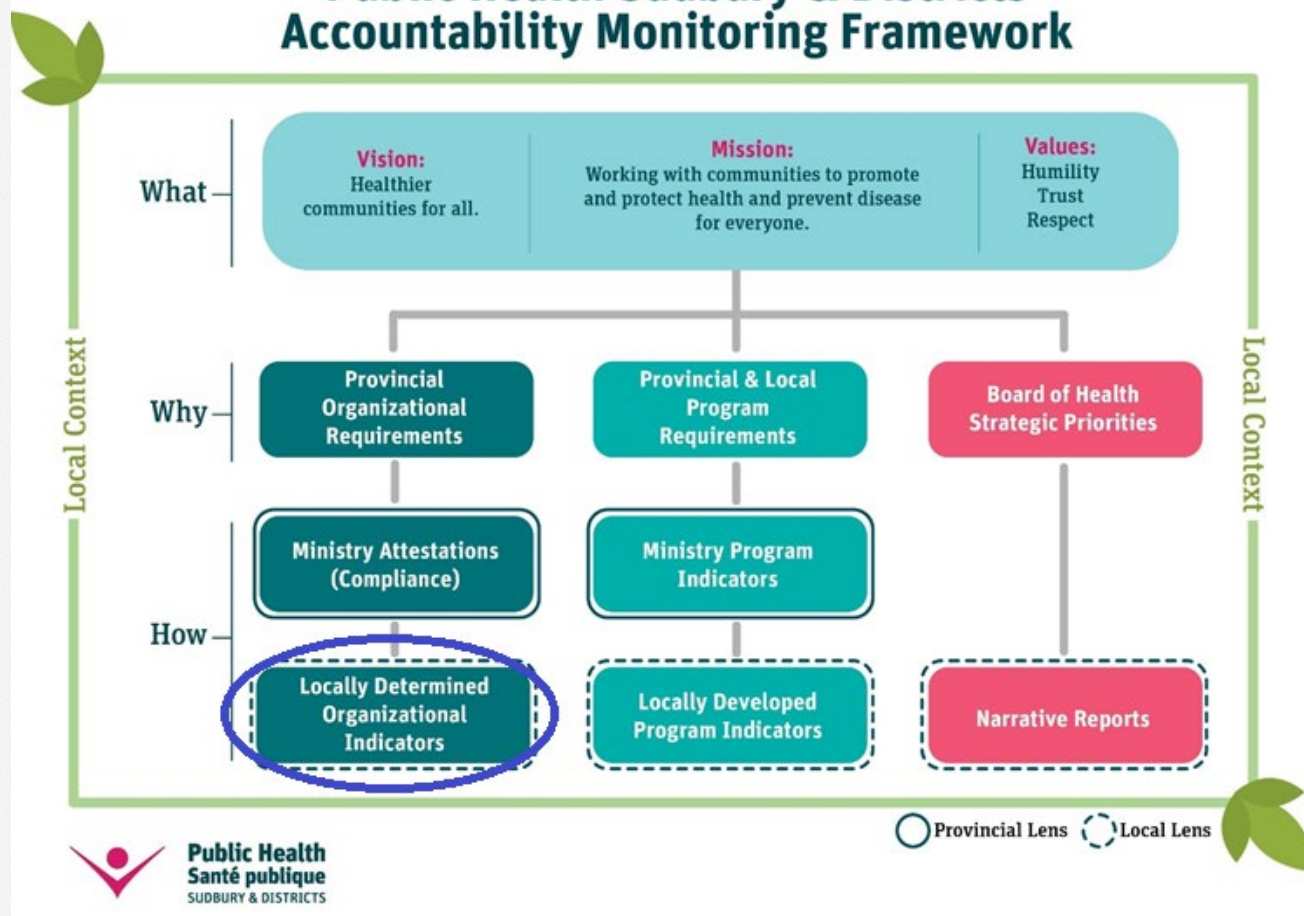 Accountability Monitoring Framework
What
Vision:
Healthier
communities for all.
Mission:
Working with communities to promote
and protect health and prevent disease
for everyone.
Values:
Humility
Trust
Respect
Local Context
Local Context
Why
Provincial
Organizational
Requirements
Provincial & Local
Program
Requirements
Board of Health
Strategic Priorities
How
Ministry Attestations
(Compliance)
Ministry Program
Indicators
Locally Determined
Organizational
Indicators
Locally Developed
Program Indicators
Narrative Reports
Provincial Lens
Local Lens
Public Health
Santé publique
SUDBURY & DISTRICTS